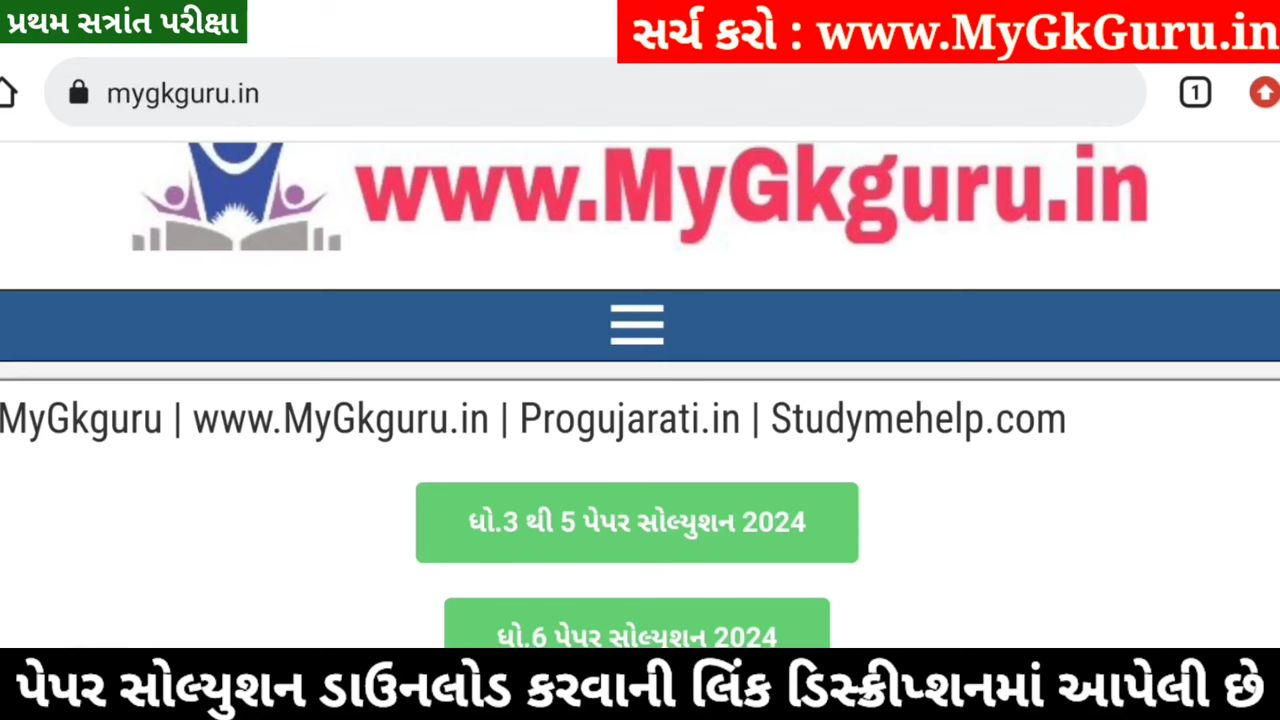 પ્રથમ સત્રાંત પરીક્ષા
સર્ચ કરો : www.MyGkGuru.in
mygkguru.in
1
www.MyGkguru.in
MyGkguru | www.MyGkguru.in | Progujarati.in | Studymehelp.com
ધો.3 થી 5 પેપર સોલ્યુશન 2024
ધો.6 પેપર સોલ્યુશન 2024
પેપર સોલ્યુશન ડાઉનલોડ કરવાની લિંક ડિસ્ક્રીપ્શનમાં આપેલી છે